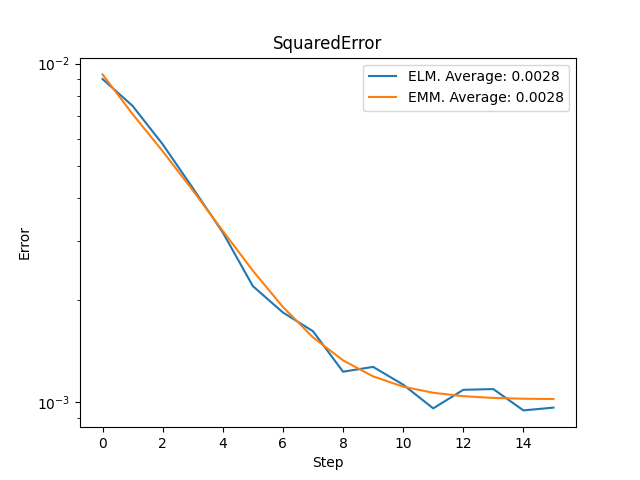 SquaredError
ELM. Average: 0.0028
EMM. Average: 0.0028
10⁻²
10⁻³
Error
0 2 4 6 8 10 12 14
Step